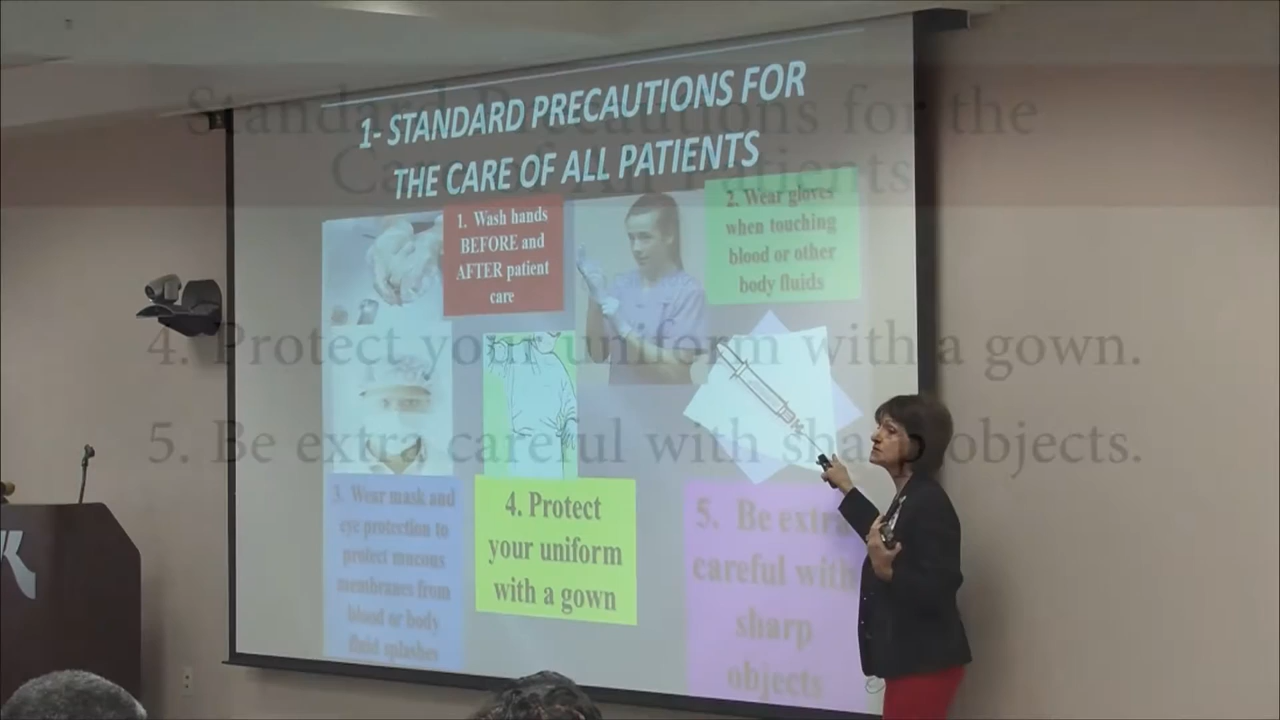 1- STANDARD PRECAUTIONS FOR
THE CARE OF ALL PATIENTS
Standard Precautions for the
Care of All Patients
1. Wash hands
BEFORE and
AFTER patient
care
2. Wear gloves
when touching
blood or other
body fluids
4. Protect your uniform with a gown.
5. Be extra careful with sharp objects.
3. Wear mask and
eye protection to
protect mucous
membranes from
blood or body
fluid splashes
4. Protect
your uniform
with a gown
5. Be extra
careful with
sharp
objects
K